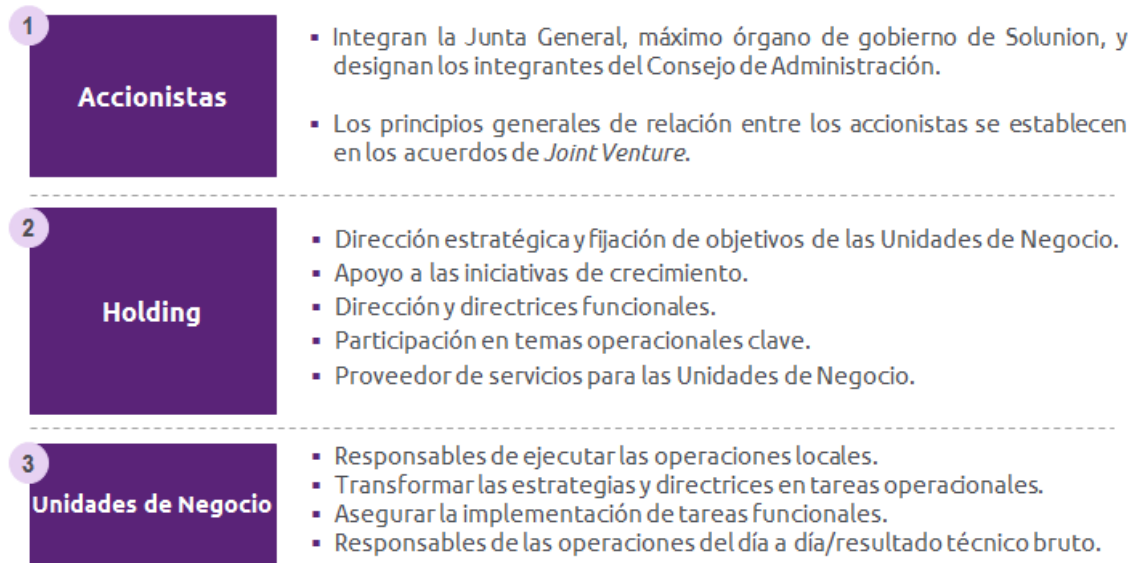 1
Accionistas
▪ Integran la Junta General, máximo órgano de gobierno de Solunion, y
designan los integrantes del Consejo de Administración.
▪ Los principios generales de relación entre los accionistas se establecen
en los acuerdos de Joint Venture.
2
Holding
▪ Dirección estratégica y fijación de objetivos de las Unidades de Negocio.
▪ Apoyo a las iniciativas de crecimiento.
▪ Dirección y directrices funcionales.
▪ Participación en temas operacionales clave.
▪ Proveedor de servicios para las Unidades de Negocio.
3
Unidades de Negocio
▪ Responsables de ejecutar las operaciones locales.
▪ Transformar las estrategias y directrices en tareas operacionales.
▪ Asegurar la implementación de tareas funcionales.
▪ Responsables de las operaciones del día a día/resultado técnico bruto.